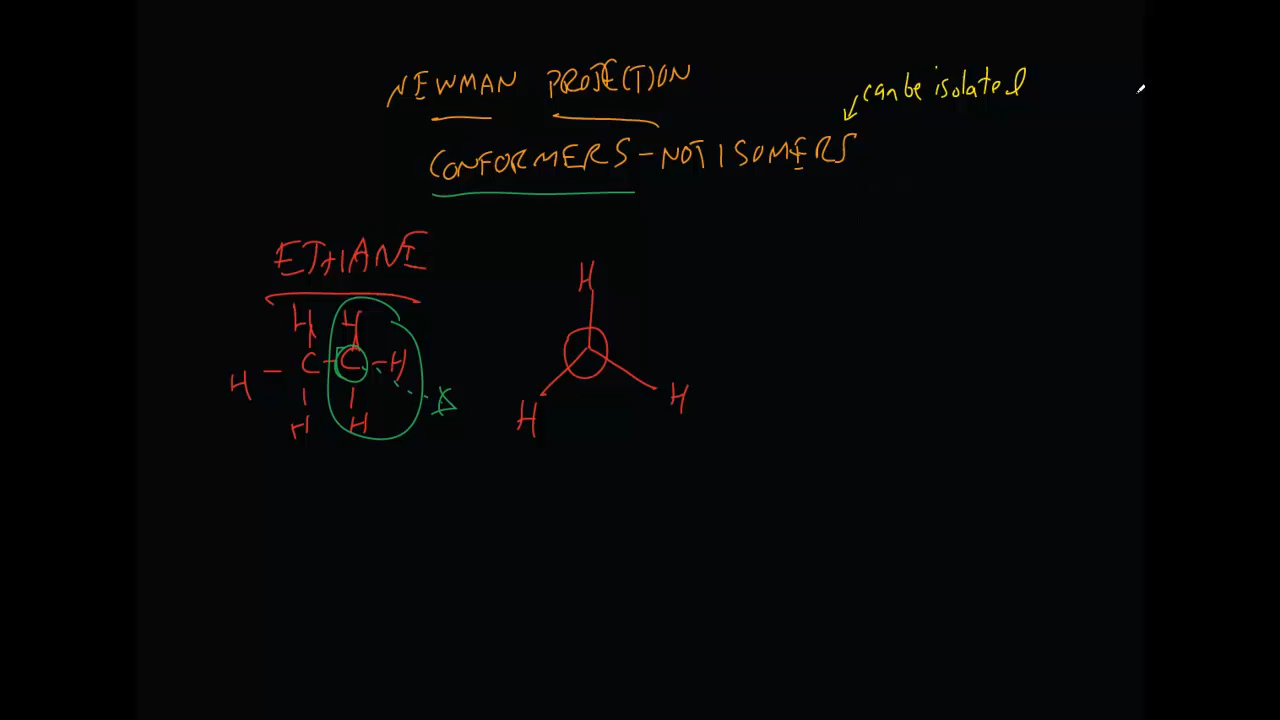 NEWMAN PROJECTION
can be isolated
CONFORMERS - NOT ISOMERS
ETHANE
H H
H - C - C - H
H H
H
H H